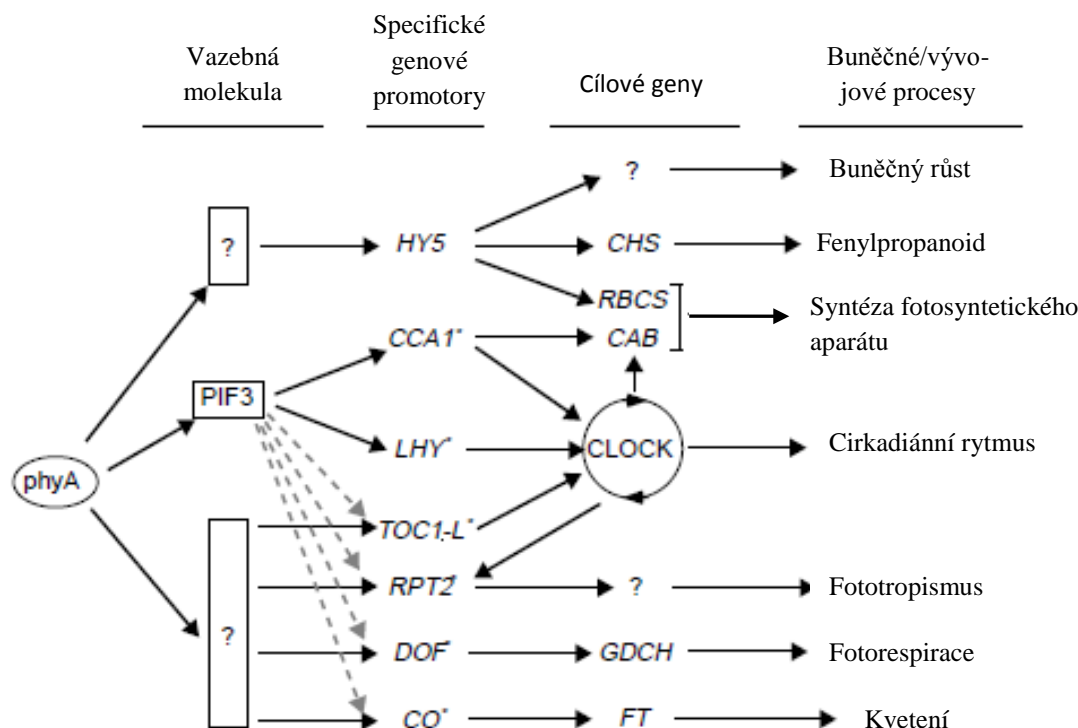 Vazebná
molekula
Specifické
genové
promotory
Cílové geny
Buněčné/vývo-
jové procesy
? Buněčný růst
? HY5 CHS Fenylpropanoid
RBCS
Syntéza fotosyntetického
CCA1* CAB aparátu
PIF3
LHY* CLOCK Cirkadiánní rytmus
phyA
TOC1-L*
RPT2* ? Fototropismus
?
DOF* GDCH Fotorespirace
CO* FT Kvetení